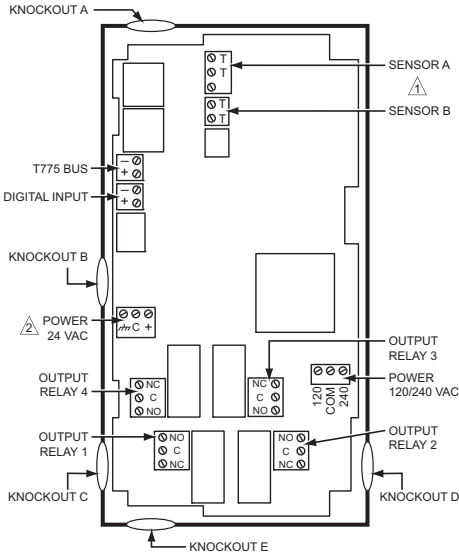 KNOCKOUT A
T
T
SENSOR A
1
T
T
SENSOR B
T775 BUS
–
+
DIGITAL INPUT
–
+
KNOCKOUT B
2 POWER
24 VAC
C +
OUTPUT
RELAY 3
OUTPUT
RELAY 4
NC
C
NO
NC
C
NO
120
COM
240
POWER
120/240 VAC
OUTPUT
RELAY 1
NO
C
NC
NO
C
NC
OUTPUT
RELAY 2
KNOCKOUT C
KNOCKOUT D
KNOCKOUT E